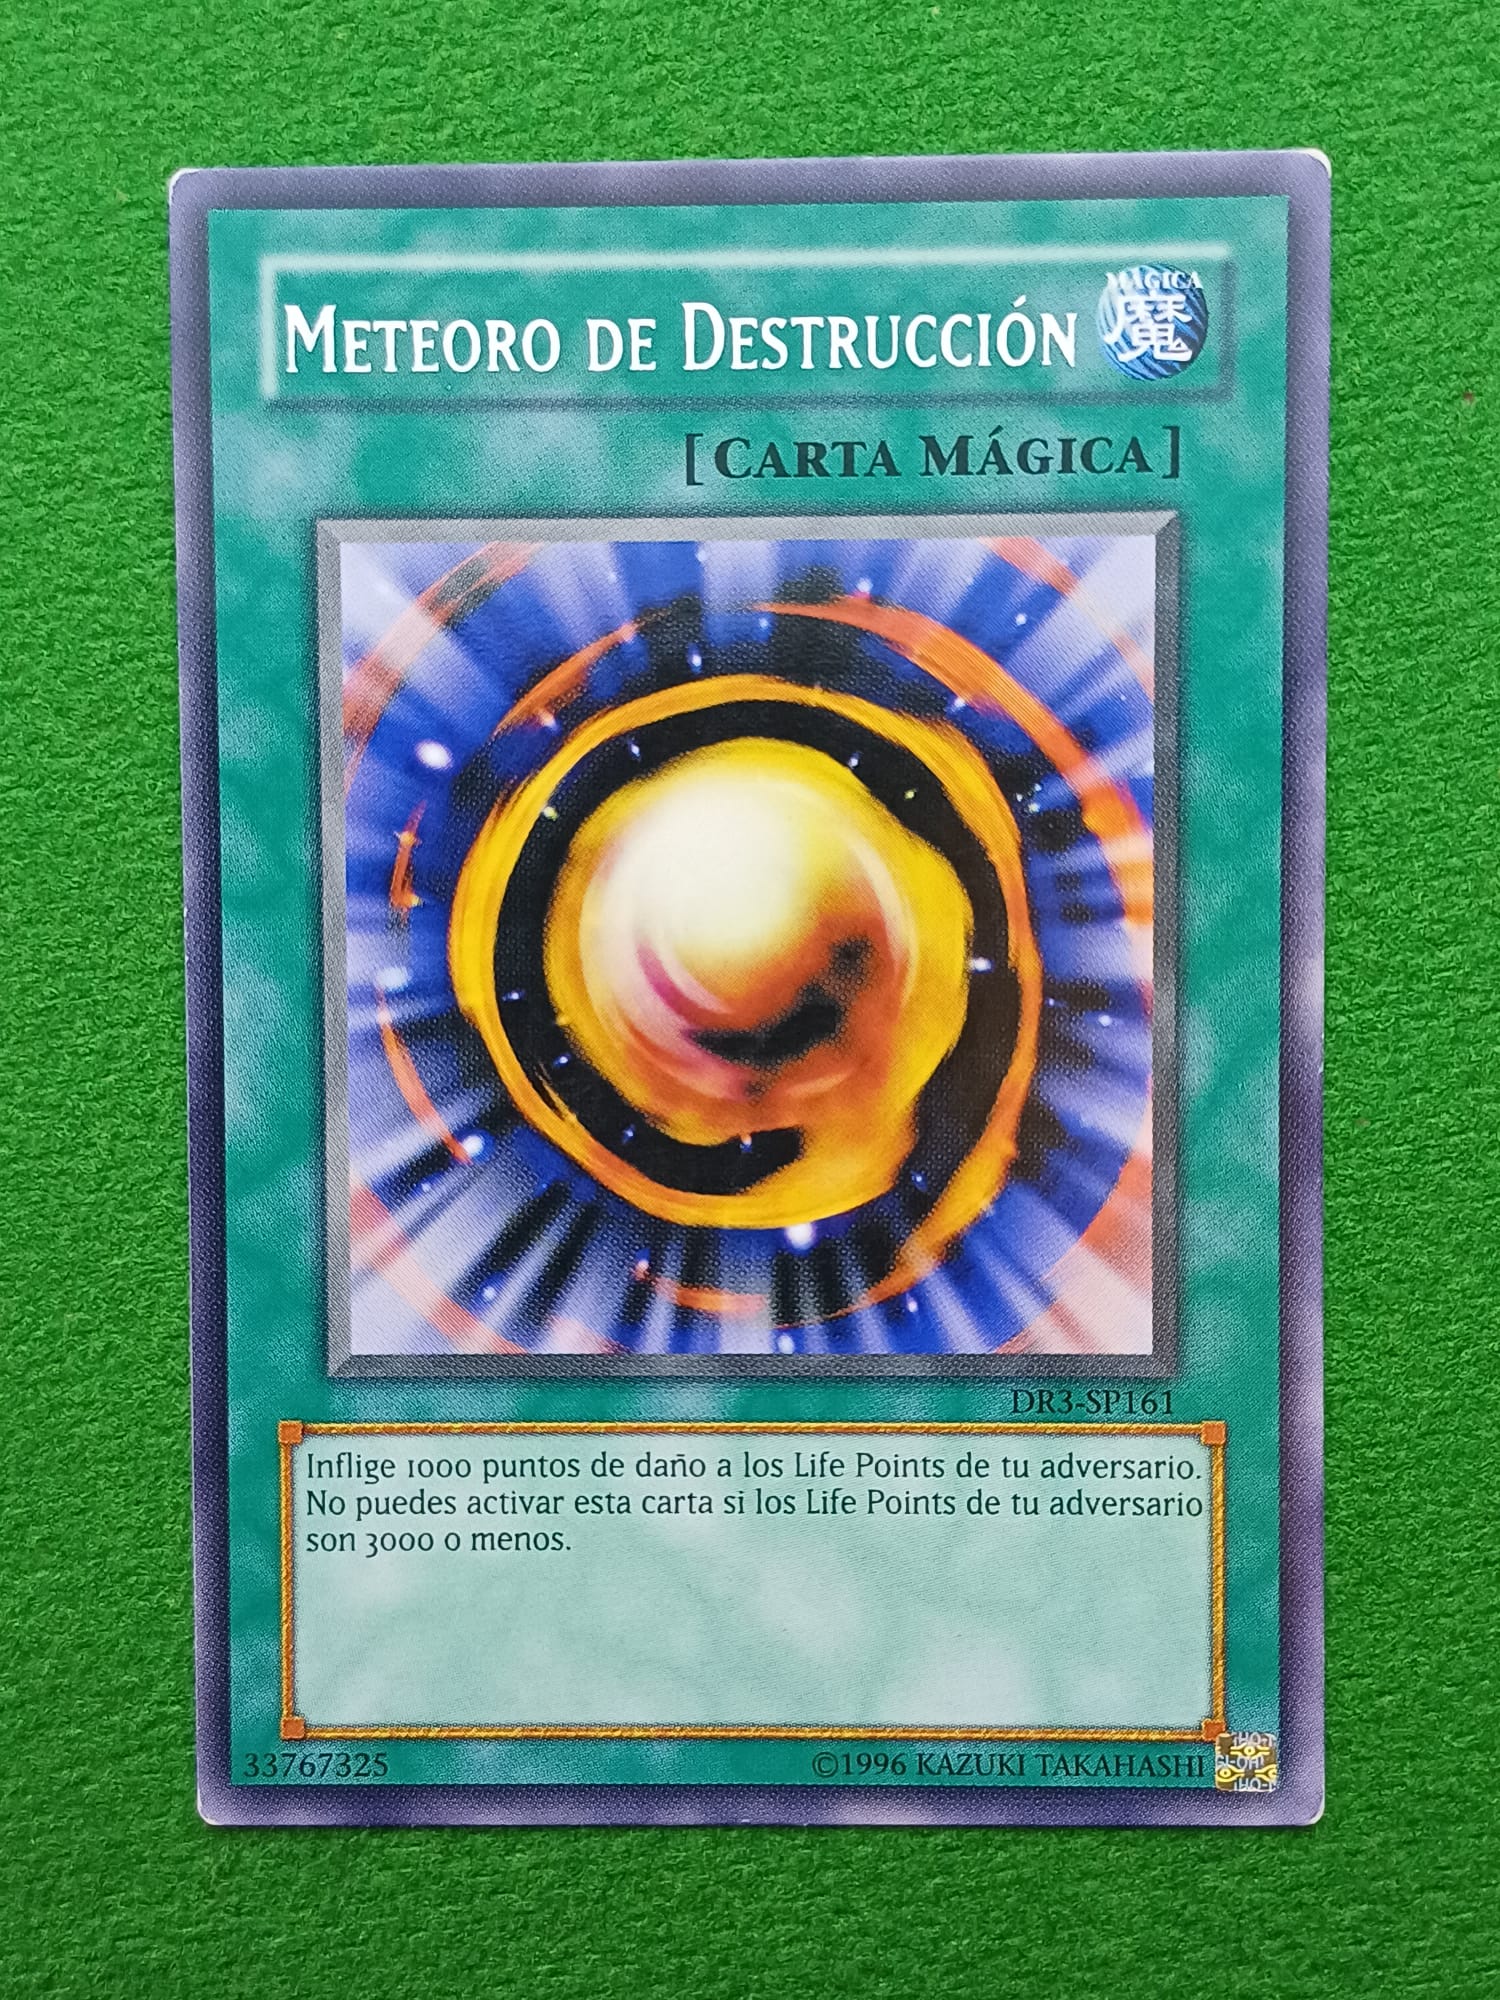 METEORO DE DESTRUCCIÓN
MÁGICA
魔
[CARTA MÁGICA]
DR3-SP161
Inflige 1000 puntos de daño a los Life Points de tu adversario.
No puedes activar esta carta si los Life Points de tu adversario
son 3000 o menos.
33767325
©1996 KAZUKI TAKAHASHI